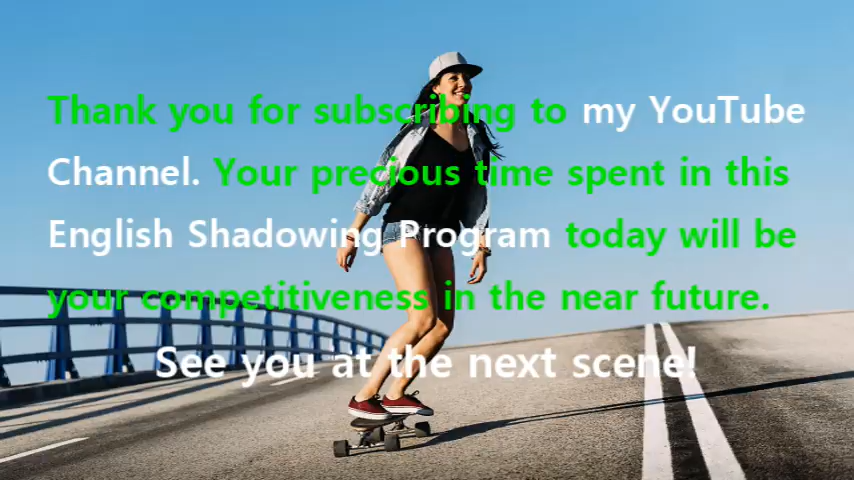 Thank you for subscribing to my YouTube
Channel. Your precious time spent in this
English Shadowing Program today will be
your competitiveness in the near future.
See you at the next scene!